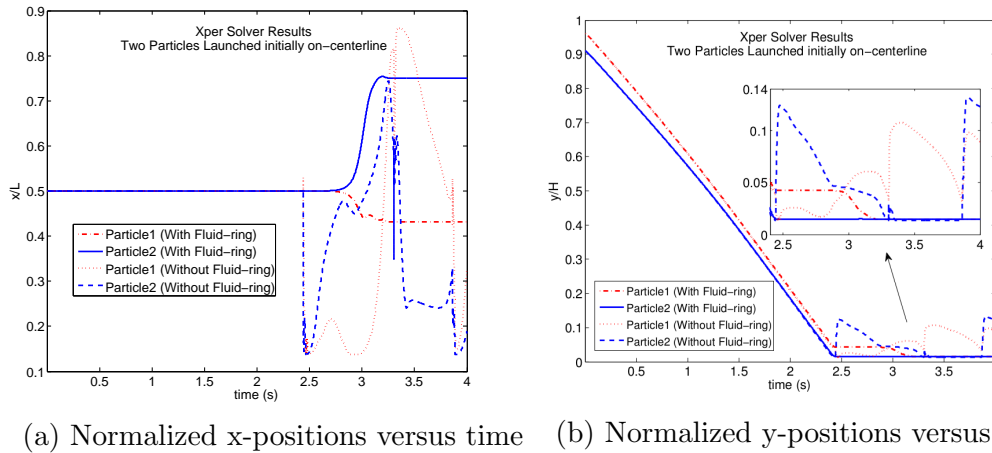 Xper Solver Results
Two Particles Launched initially on-centerline
x/L
0.9
0.8
0.7
0.6
0.5
0.4
0.3
0.2
0.1
Particle1 (With Fluid-ring)
Particle2 (With Fluid-ring)
Particle1 (Without Fluid-ring)
Particle2 (Without Fluid-ring)
0.5 1 1.5 2 2.5 3 3.5 4
time (s)
(a) Normalized x-positions versus time
Xper Solver Results
Two Particles Launched initially on-centerline
y/H
1
0.9
0.8
0.7
0.6
0.5
0.4
0.3
0.2
0.1
0
0.14
0.1
0.05
0
2.5 3 3.5 4
Particle1 (With Fluid-ring)
Particle2 (With Fluid-ring)
Particle1 (Without Fluid-ring)
Particle2 (Without Fluid-ring)
0.5 1 1.5 2 2.5 3 3.5 4
time (s)
(b) Normalized y-positions versus